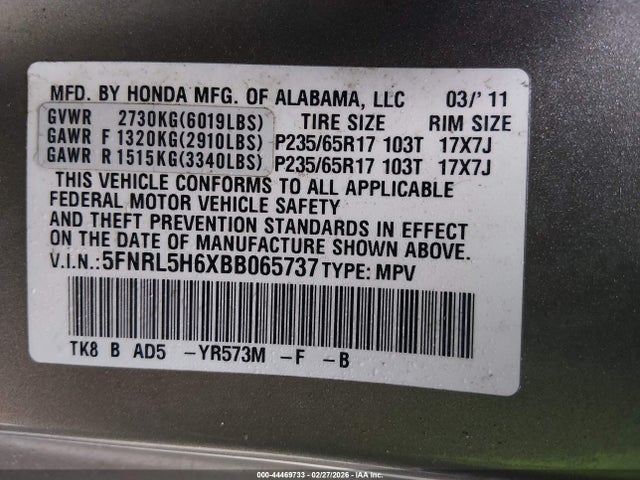 MFD. BY HONDA MFG. OF ALABAMA, LLC 03/'11
GVWR 2730KG(6019LBS) TIRE SIZE RIM SIZE
GAWR F 1320KG(2910LBS) P235/65R17 103T 17X7J
GAWR R 1515KG(3340LBS) P235/65R17 103T 17X7J
THIS VEHICLE CONFORMS TO ALL APPLICABLE
FEDERAL MOTOR VEHICLE SAFETY
AND THEFT PREVENTION STANDARDS IN EFFECT
ON THE DATE OF MANUFACTURE SHOWN ABOVE.
V.I.N.:5FNRL5H6XBB065737 TYPE: MPV
TK8 B AD5 -YR573M -F -B
000-44469733 - 02/27/2026 - IAA Inc.